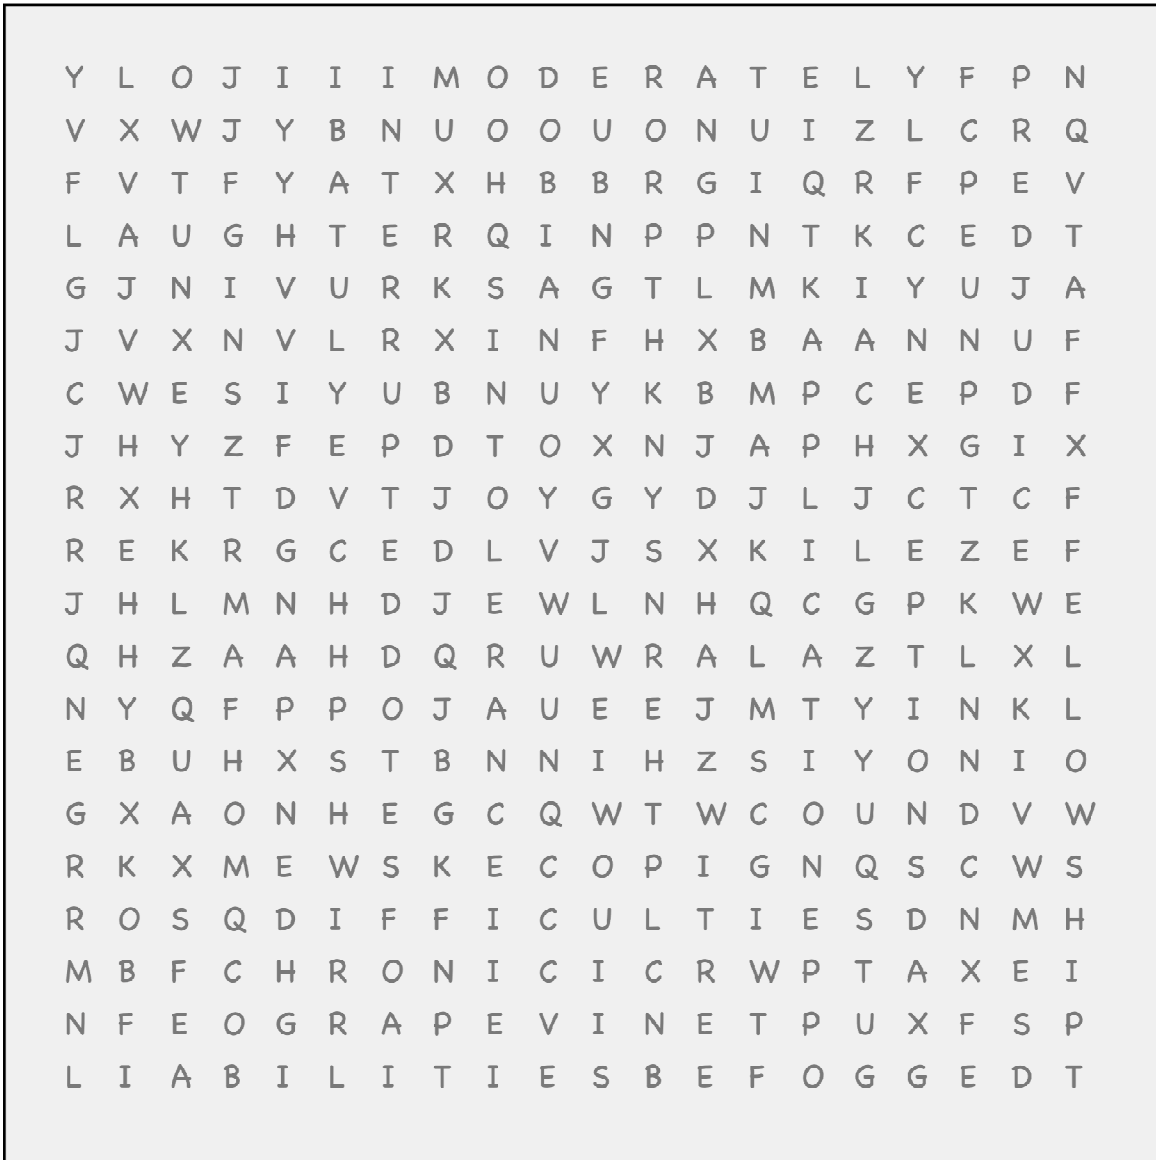 Y L O J I I I M O D E R A T E L Y F P N
V X W J Y B N U O O U O N U I Z L C R Q
F V T F Y A T X H B B R G I Q R F P E V
L A U G H T E R Q I N P P N T K C E D T
G J N I V U R K S A G T L M K I Y U J A
J V X N V L R X I N F H X B A A N N U F
C W E S I Y U B N U Y K B M P C E P D F
J H Y Z F E P D T O X N J A P H X G I X
R X H T D V T J O Y G Y D J L J C T C F
R E K R G C E D L V J S X K I L E Z E F
J H L M N H D J E W L N H Q C G P K W E
Q H Z A A H D Q R U W R A L A Z T L X L
N Y Q F P P O J A U E E J M T Y I N K L
E B U H X S T B N N I H Z S I Y O N I O
G X A O N H E G C Q W T W C O U N D V W
R K X M E W S K E C O P I G N Q S C W S
R O S Q D I F F I C U L T I E S D N M H
M B F C H R O N I C I C R W P T A X E I
N F E O G R A P E V I N E T P U X F S P
L I A B I L I T I E S B E F O G G E D T